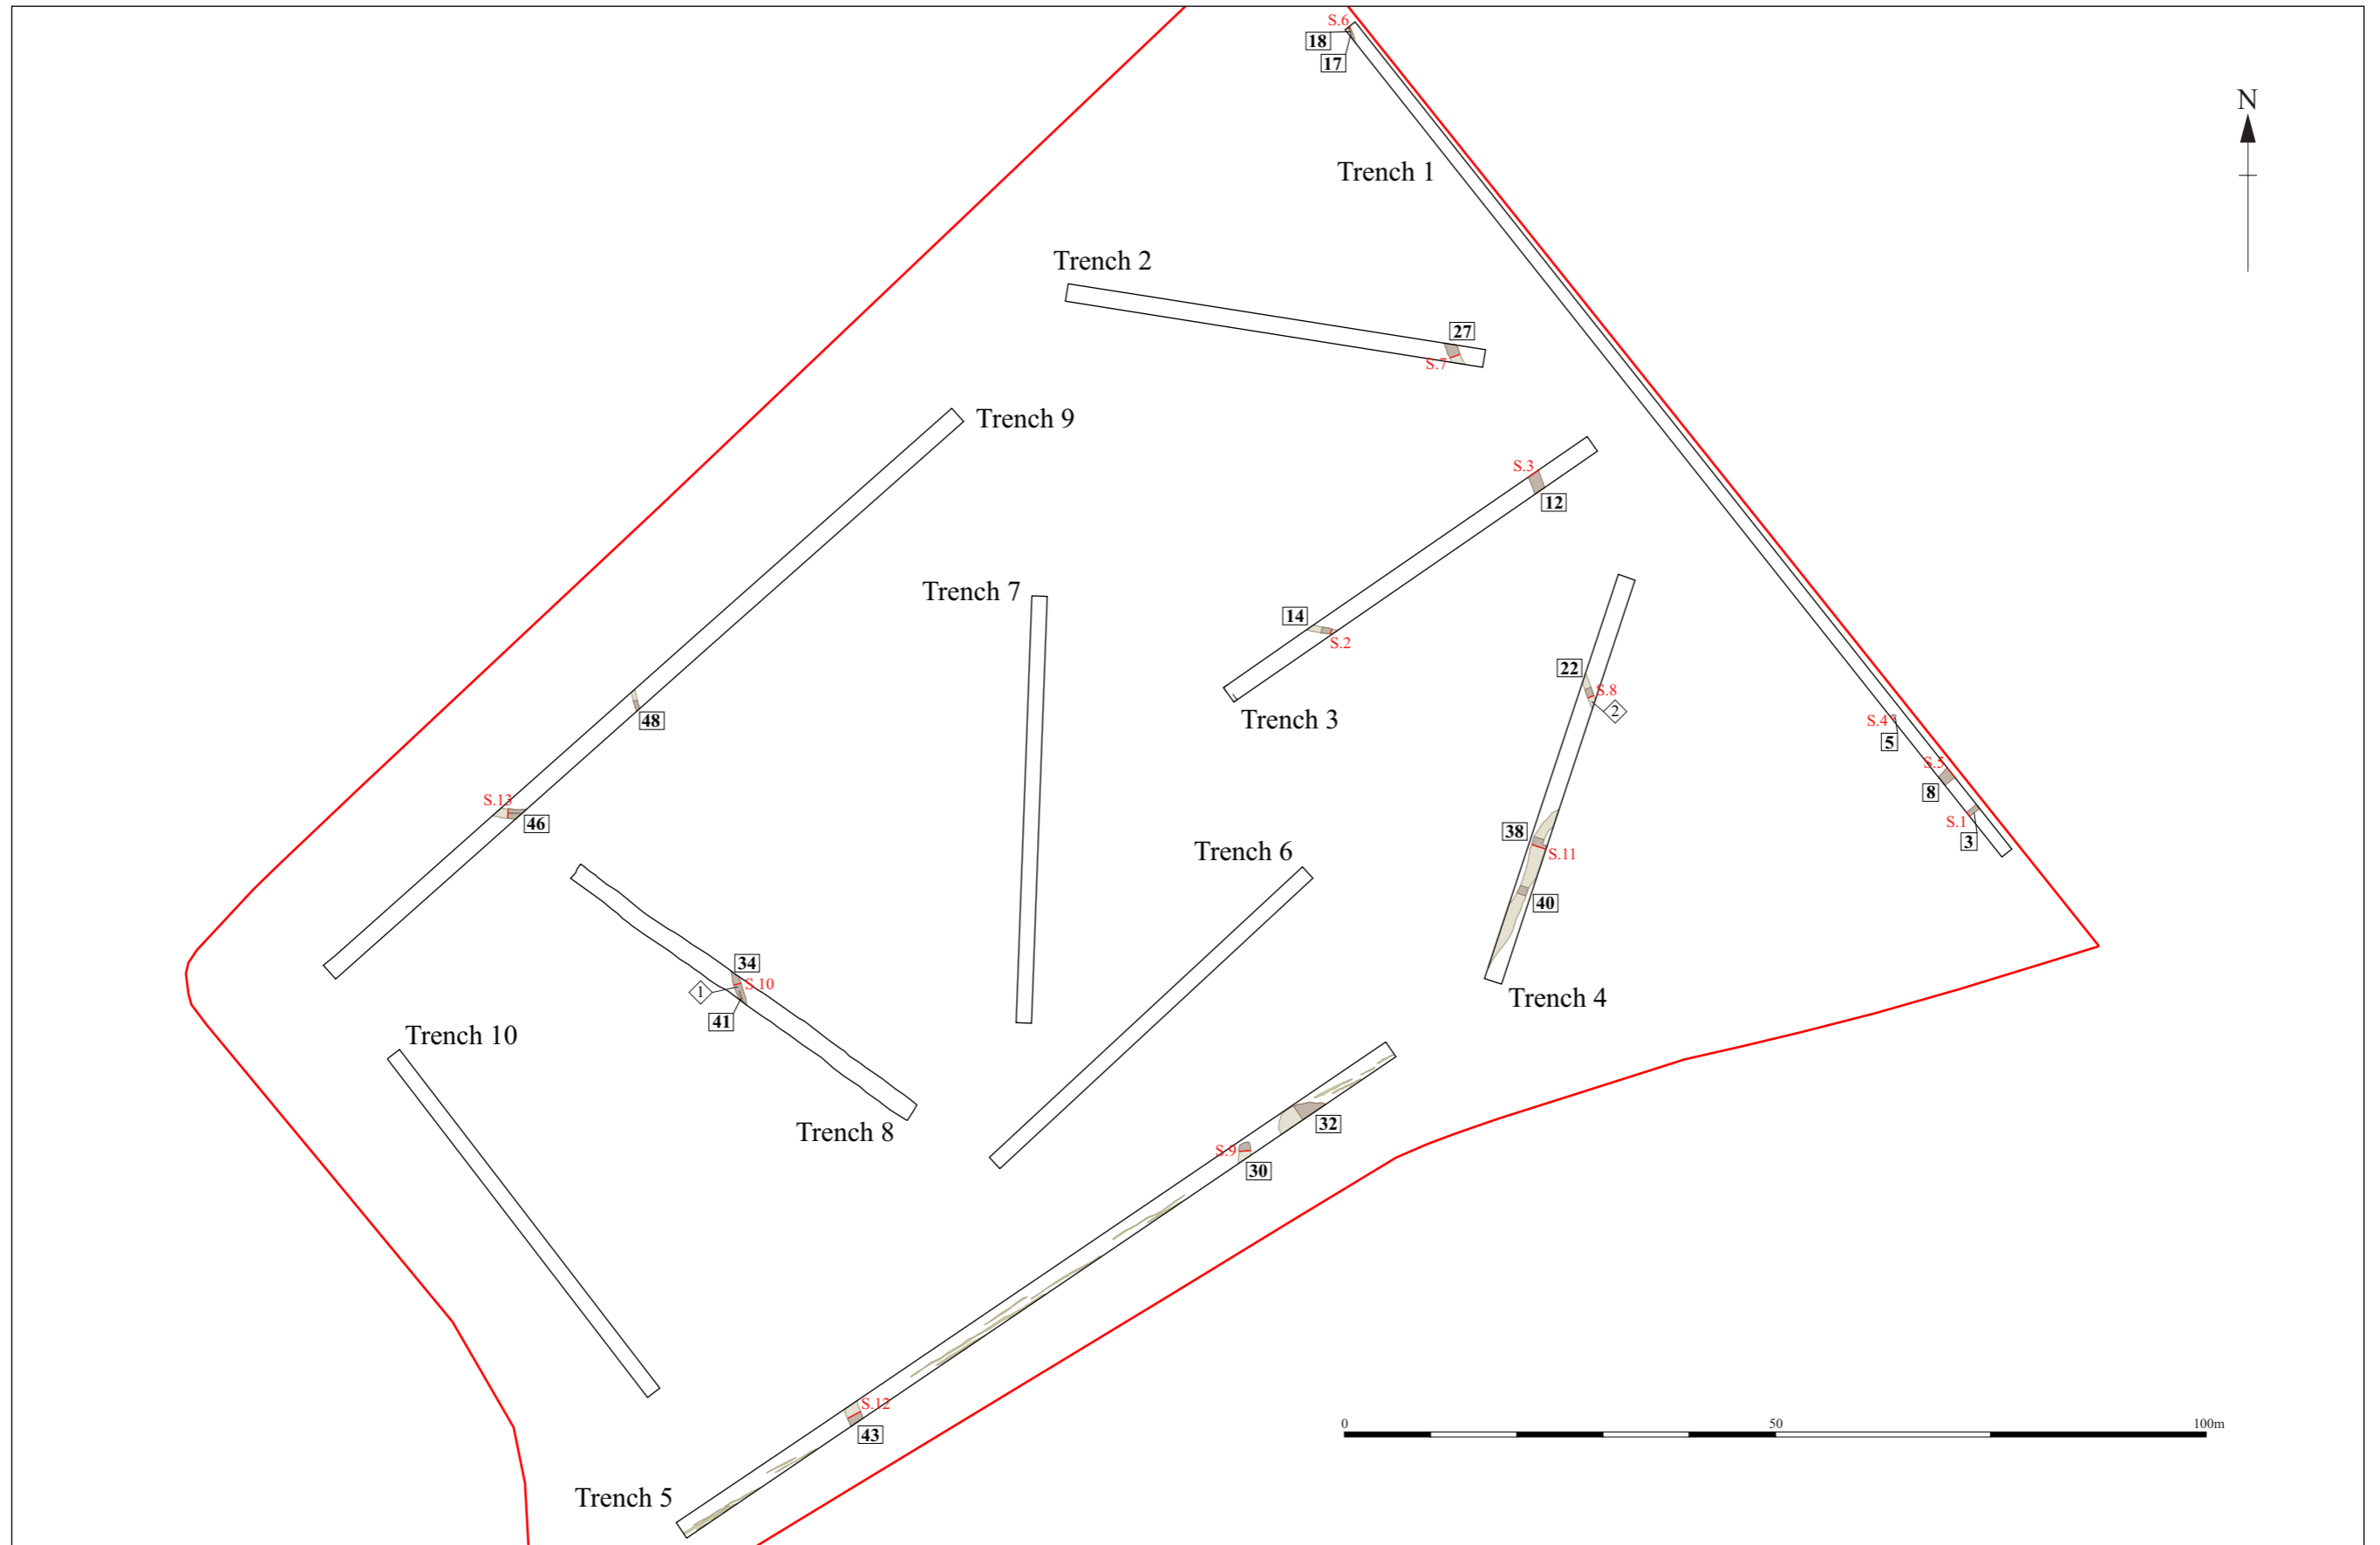 S.6
18
17
N
Trench 1
Trench 2
27
S.7
Trench 9
S.3
12
Trench 7
14
S.2
Trench 3
22
S.8
2
48
S.4
5
S.5
8
S.1
3
S.13
46
38
S.11
Trench 6
40
34
S.10
1
41
Trench 4
Trench 10
Trench 8
32
S.9
30
S.12
43
0 50 100m
Trench 5